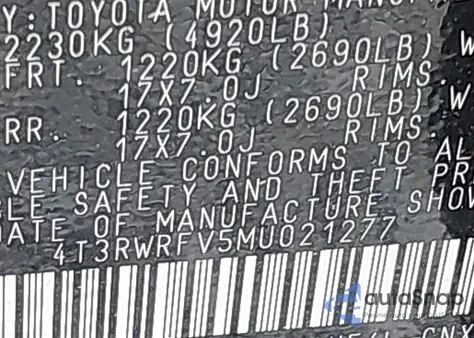 Y:TOYOTA MOTOR MANU
2230KG (4920LB)
FRT. 1220KG (2690LB) W
17X7.0J RIMS.
RR. 1220KG (2690LB) W
17X7.0J RIMS.
VEHICLE CONFORMS TO AL
LE SAFETY AND THEFT PR
DATE OF MANUFACTURE SHOW
4T3RWRFV5MU021277
autoSnap